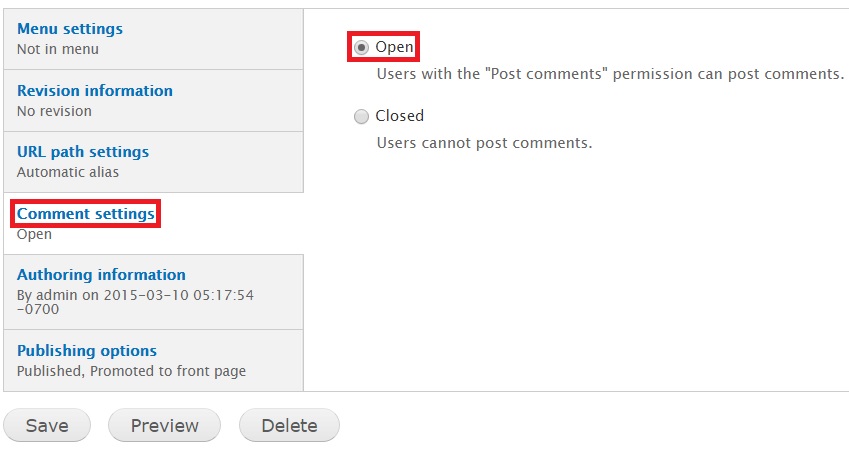 Menu settings
Not in menu
Revision information
No revision
URL path settings
Automatic alias
Comment settings
Open
Authoring information
By admin on 2015-03-10 05:17:54
-0700
Publishing options
Published, Promoted to front page
Open
Users with the "Post comments" permission can post comments.
Closed
Users cannot post comments.
Save
Preview
Delete